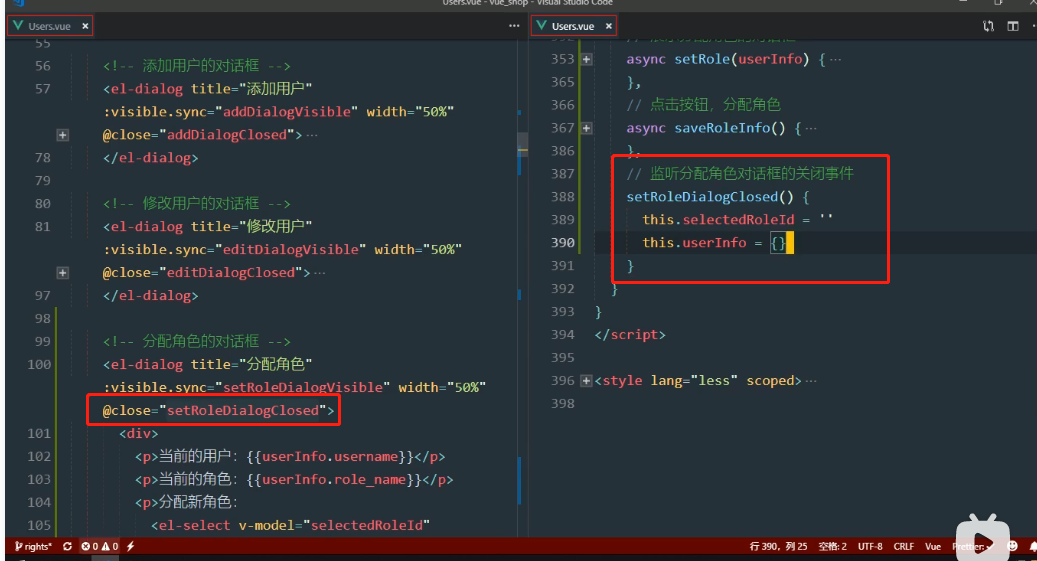 Users.vue - vue_shop - Visual Studio Code
Users.vue ×
55
56 <!-- 添加用户的对话框 -->
57 <el-dialog title="添加用户"
:visible.sync="addDialogVisible" width="50%"
@close="addDialogClosed">…
78 </el-dialog>
79
80 <!-- 修改用户的对话框 -->
81 <el-dialog title="修改用户"
:visible.sync="editDialogVisible" width="50%"
@close="editDialogClosed">…
97 </el-dialog>
98
99 <!-- 分配角色的对话框 -->
100 <el-dialog title="分配角色"
:visible.sync="setRoleDialogVisible" width="50%"
@close="setRoleDialogClosed">
101 <div>
102 <p>当前的用户：{{userInfo.username}}</p>
103 <p>当前的角色：{{userInfo.role_name}}</p>
104 <p>分配新角色：
105 <el-select v-model="selectedRoleId"
Users.vue ×
353 async setRole(userInfo) {…
365 },
366 // 点击按钮，分配角色
367 async saveRoleInfo() {…
386 },
387 // 监听分配角色对话框的关闭事件
388 setRoleDialogClosed() {
389 this.selectedRoleId = ''
390 this.userInfo = {}
391 }
392 }
393 }
394 </script>
395
396 <style lang="less" scoped>…
398
rights* 0 0 行 390，列 25 空格: 2 UTF-8 CRLF Vue Prettier: ✓